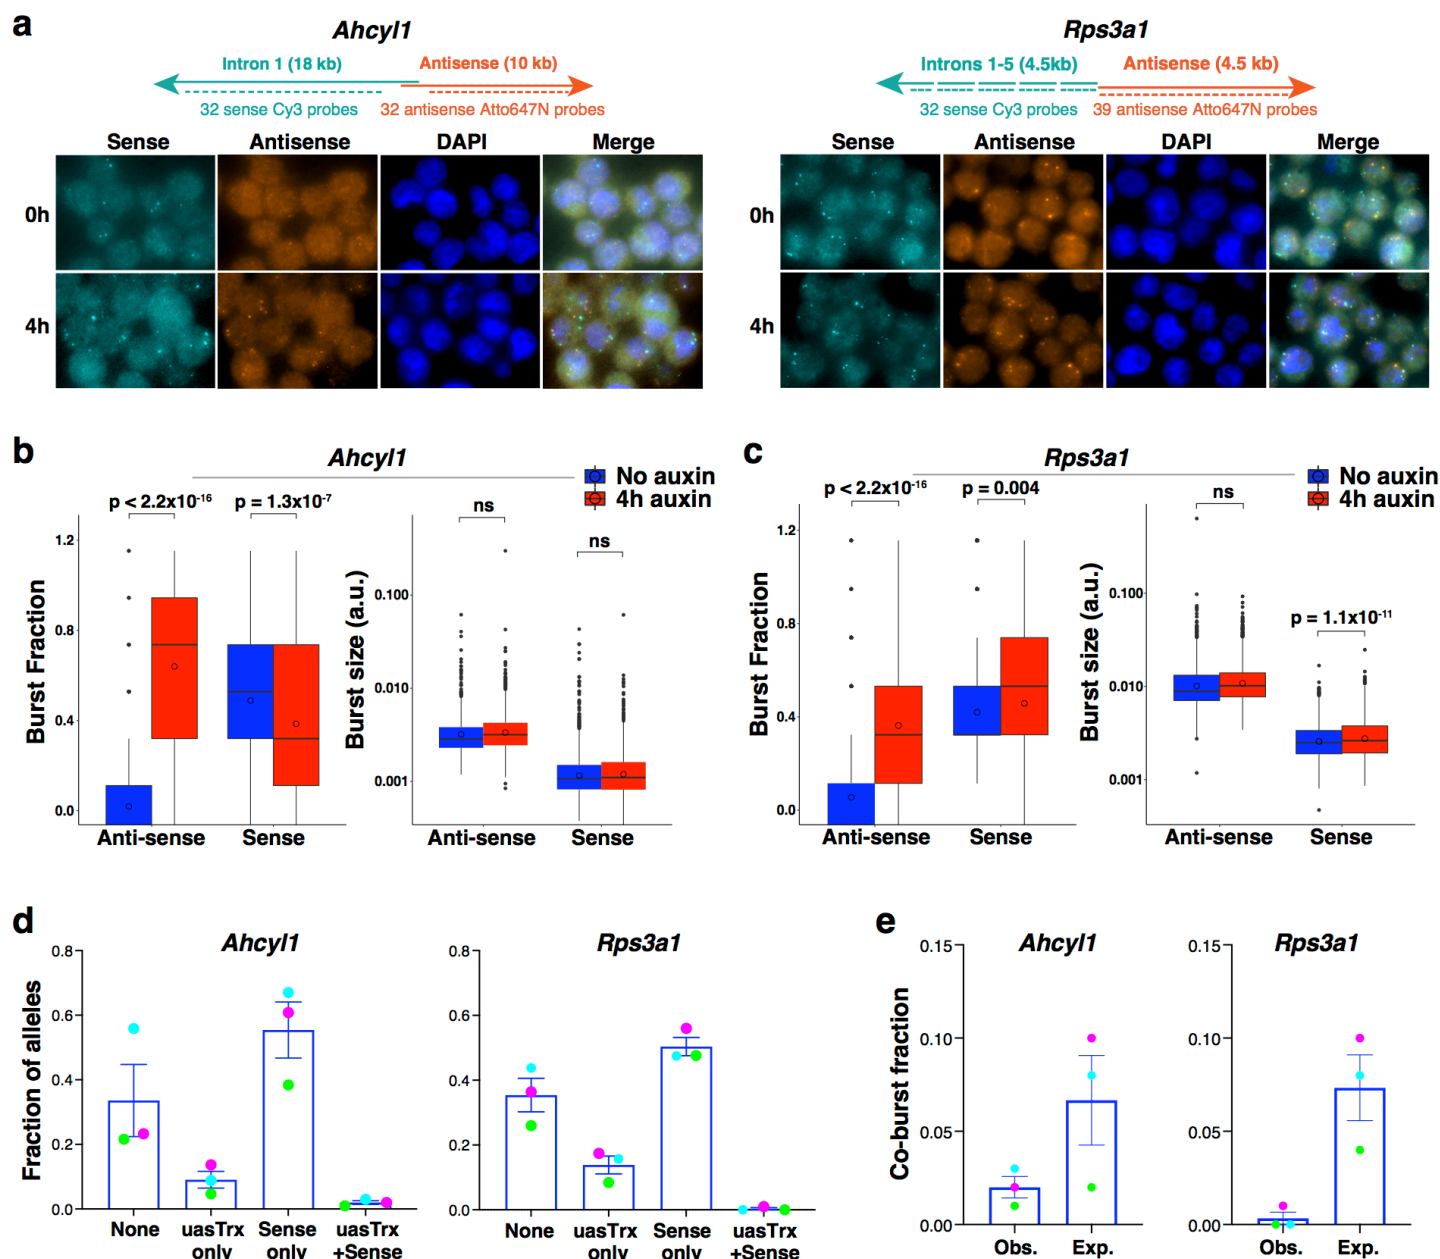 a
Ahcyl1
Intron 1 (18 kb)
Antisense (10 kb)
32 sense Cy3 probes
32 antisense Atto647N probes
Sense
Antisense
DAPI
Merge
0h
4h
Rps3a1
Introns 1-5 (4.5kb)
Antisense (4.5 kb)
32 sense Cy3 probes
39 antisense Atto647N probes
Sense
Antisense
DAPI
Merge
0h
4h
b
Ahcyl1
No auxin
4h auxin
p < 2.2x10-16
p = 1.3x10-7
ns
ns
Burst Fraction
1.2
0.8
0.4
0.0
Anti-sense
Sense
Burst size (a.u.)
0.100
0.010
0.001
Anti-sense
Sense
c
Rps3a1
No auxin
4h auxin
p < 2.2x10-16
p = 0.004
ns
p = 1.1x10-11
Burst Fraction
1.2
0.8
0.4
0.0
Anti-sense
Sense
Burst size (a.u.)
0.100
0.010
0.001
Anti-sense
Sense
d
Ahcyl1
Fraction of alleles
0.8
0.6
0.4
0.2
0.0
None
uasTrx
only
Sense
only
uasTrx
+Sense
Rps3a1
0.8
0.6
0.4
0.2
0.0
None
uasTrx
only
Sense
only
uasTrx
+Sense
e
Ahcyl1
Co-burst fraction
0.15
0.10
0.05
0.00
Obs.
Exp.
Rps3a1
0.15
0.10
0.05
0.00
Obs.
Exp.